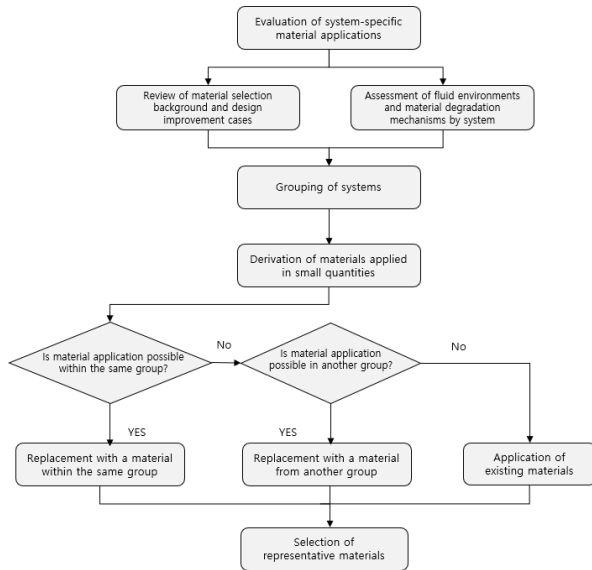 Evaluation of system-specific
material applications
Review of material selection
background and design
improvement cases
Assessment of fluid environments
and material degradation
mechanisms by system
Grouping of systems
Derivation of materials applied
in small quantities
Is material application possible
within the same group?
No
Is material application
possible in another group?
No
YES
YES
Replacement with a material
within the same group
Replacement with a material
from another group
Application of
existing materials
Selection of
representative materials